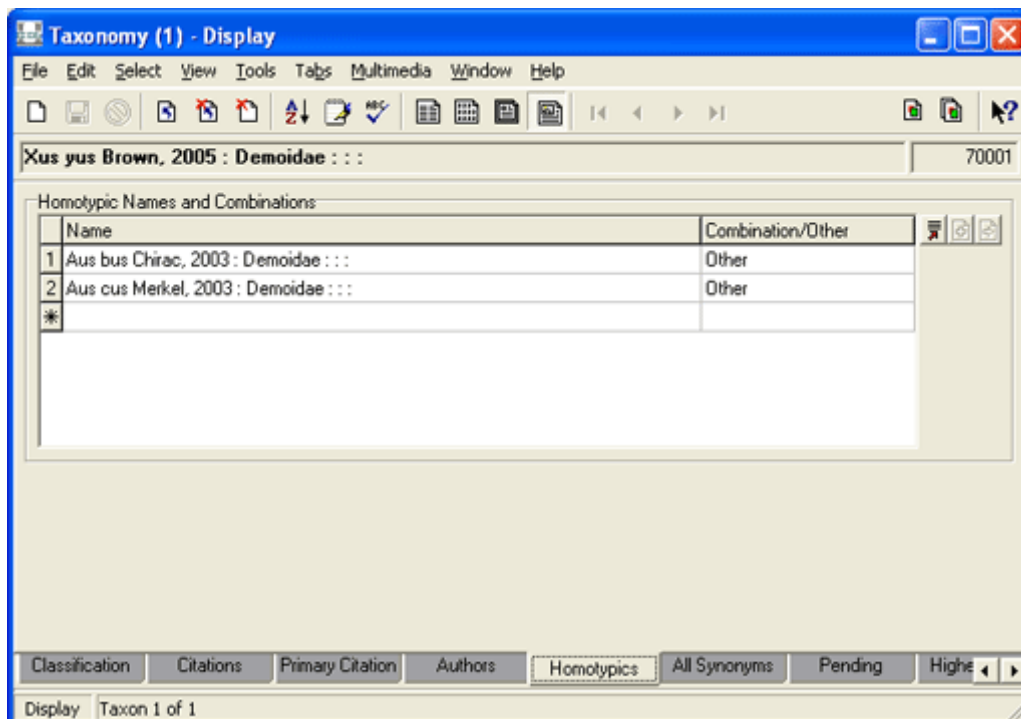 Taxonomy (1) - Display
File Edit Select View Tools Tabs Multimedia Window Help
Xus yus Brown, 2005 : Demoidae : : : 70001
Homotypic Names and Combinations
Name Combination/Other
1 Aus bus Chirac, 2003 : Demoidae : : : Other
2 Aus cus Merkel, 2003 : Demoidae : : : Other
Classification Citations Primary Citation Authors Homotypics All Synonyms Pending Highe
Display Taxon 1 of 1